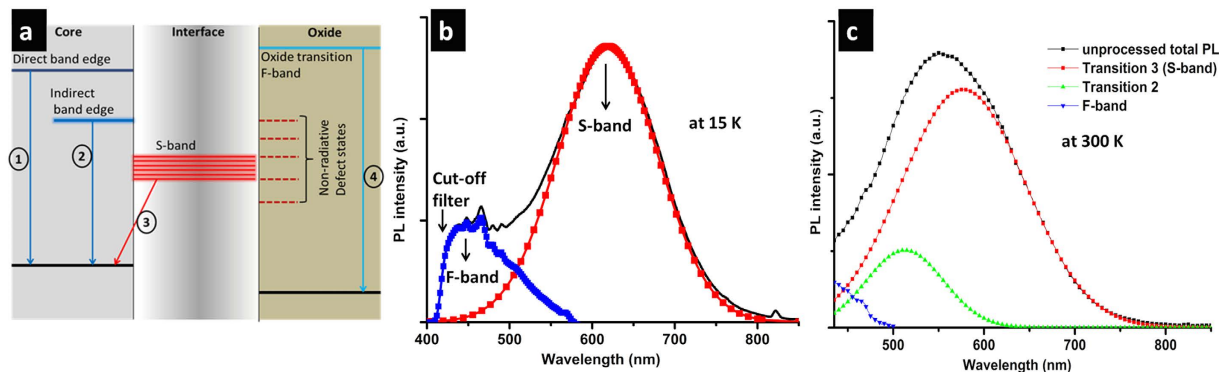 a
Core
Interface
Oxide
Direct band edge
Oxide transition
F-band
Indirect
band edge
S-band
1
2
3
4
Non-radiative
Defect states
b
PL intensity (a.u.)
S-band
at 15 K
Cut-off
filter
F-band
400 500 600 700 800
Wavelength (nm)
c
PL intensity (a.u.)
unprocessed total PL
Transition 3 (S-band)
Transition 2
F-band
at 300 K
500 600 700 800
Wavelength (nm)